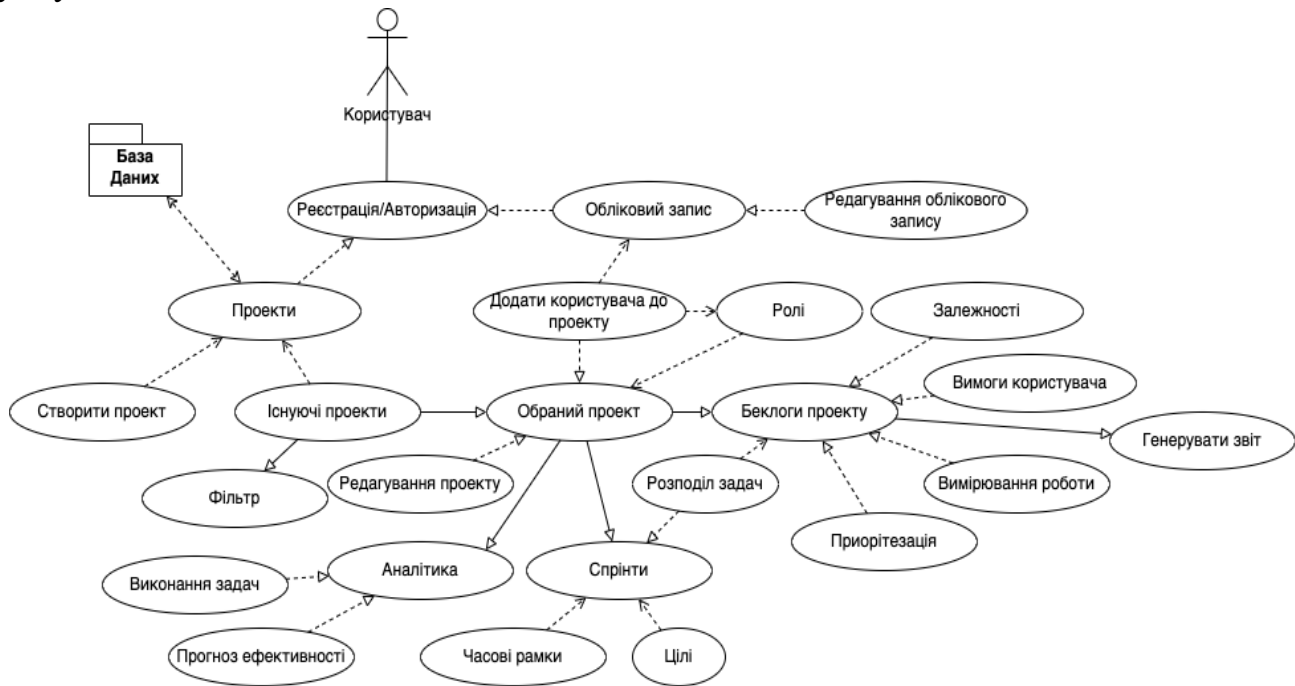 Користувач
База
Даних
Реєстрація/Авторизація
Обліковий запис
Редагування облікового
запису
Проекти
Додати користувача до
проекту
Ролі
Залежності
Створити проект
Існуючі проекти
Обраний проект
Беклоги проекту
Вимоги користувача
Генерувати звіт
Фільтр
Редагування проекту
Розподіл задач
Вимірювання роботи
Приорітезація
Виконання задач
Аналітика
Спрінти
Прогноз ефективності
Часові рамки
Цілі